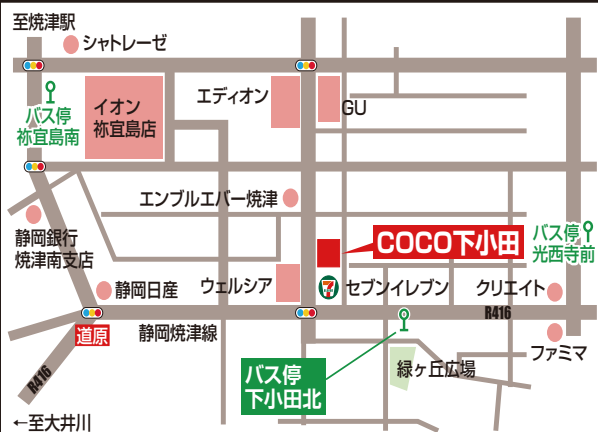 至焼津駅
シャトレーゼ
バス停
祢宜島南
イオン
祢宜島店
エディオン
GU
エンブルエバー焼津
静岡銀行
焼津南支店
COCO下小田
バス停
光西寺前
静岡日産
ウェルシア
7
セブンイレブン
クリエイト
R416
道原
静岡焼津線
ファミマ
R416
バス停
下小田北
緑ヶ丘広場
←至大井川